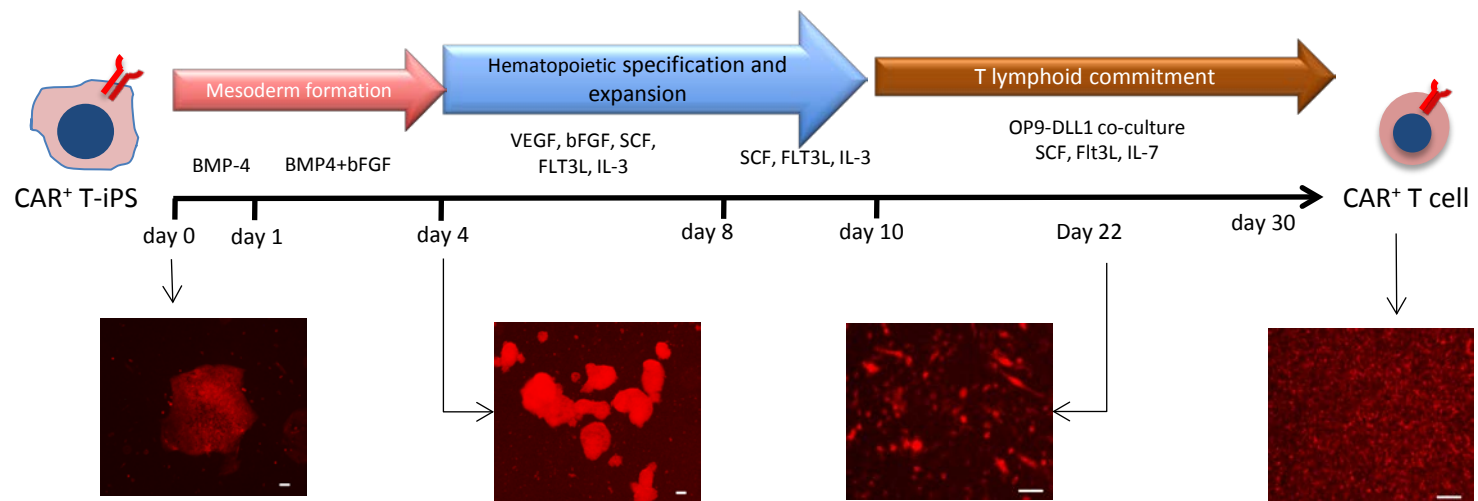 Mesoderm formation
Hematopoietic specification and
expansion
T lymphoid commitment
BMP-4
BMP4+bFGF
VEGF, bFGF, SCF,
FLT3L, IL-3
SCF, FLT3L, IL-3
OP9-DLL1 co-culture
SCF, Flt3L, IL-7
CAR⁺ T-iPS
CAR⁺ T cell
day 0
day 1
day 4
day 8
day 10
Day 22
day 30